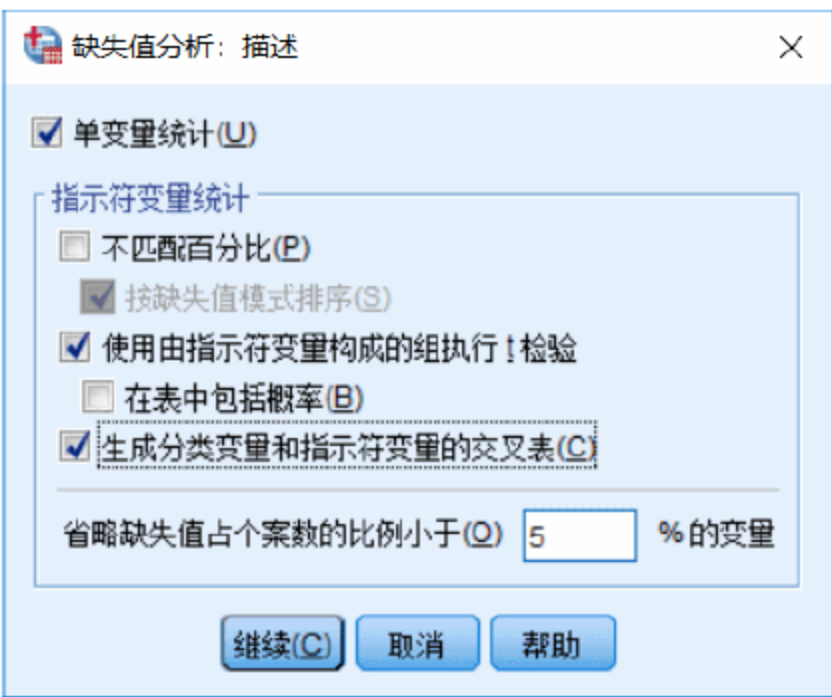 缺失值分析：描述
单变量统计(U)
指示符变量统计
不匹配百分比(P)
按缺失值模式排序(S)
使用由指示符变量构成的组执行 t 检验
在表中包括概率(B)
生成分类变量和指示符变量的交叉表(C)
省略缺失值占个案数的比例小于(O) 5 %的变量
继续(C) 取消 帮助